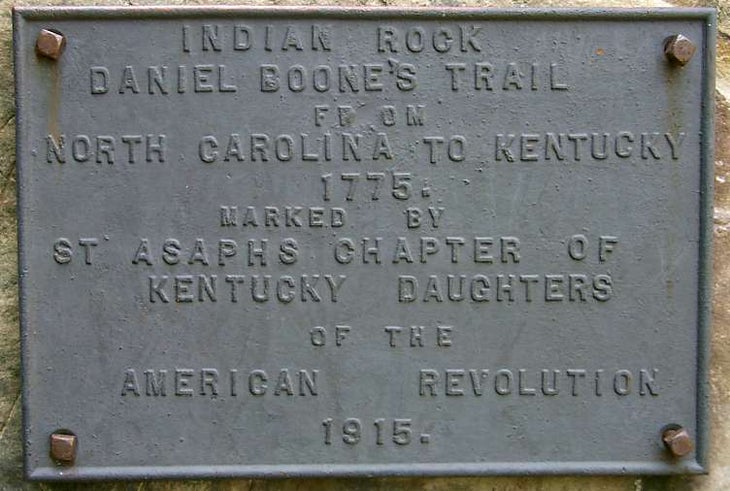 INDIAN ROCK
DANIEL BOONE'S TRAIL
FROM
NORTH CAROLINA TO KENTUCKY
1775.
MARKED BY
ST ASAPHS CHAPTER OF
KENTUCKY DAUGHTERS
OF THE
AMERICAN REVOLUTION
1915.